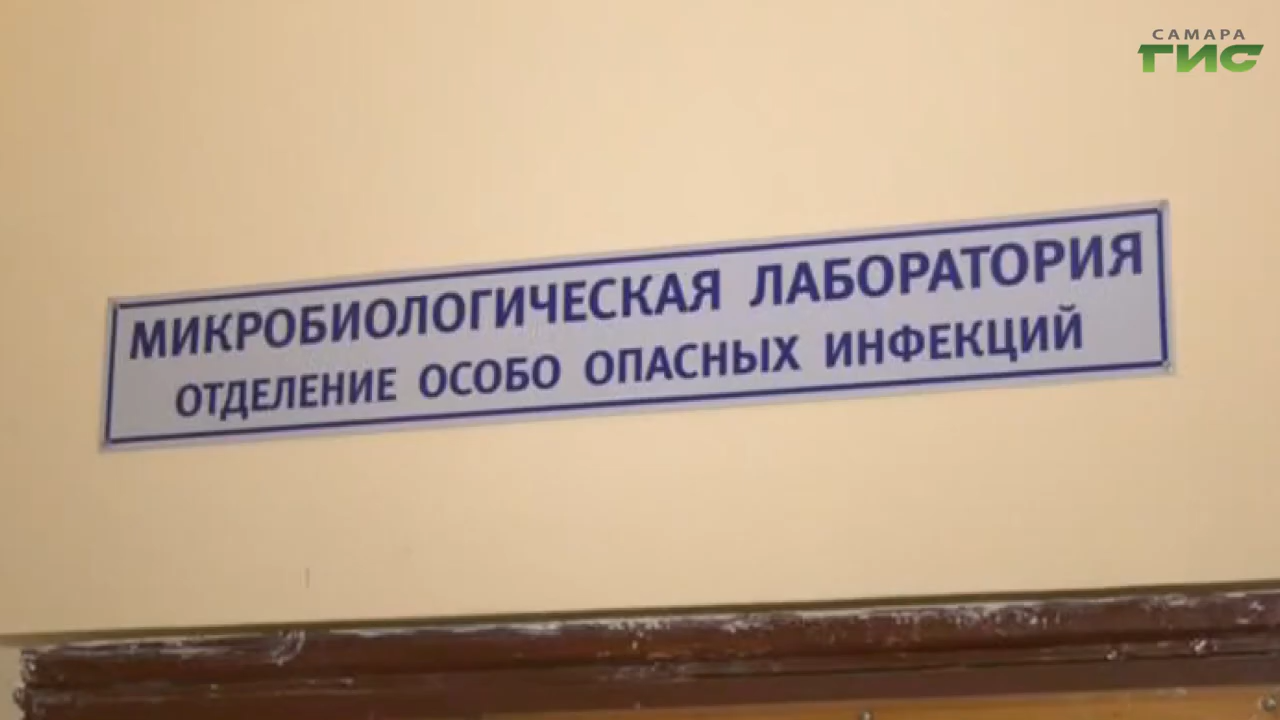 САМАРА
ГИС
МИКРОБИОЛОГИЧЕСКАЯ ЛАБОРАТОРИЯ
ОТДЕЛЕНИЕ ОСОБО ОПАСНЫХ ИНФЕКЦИЙ